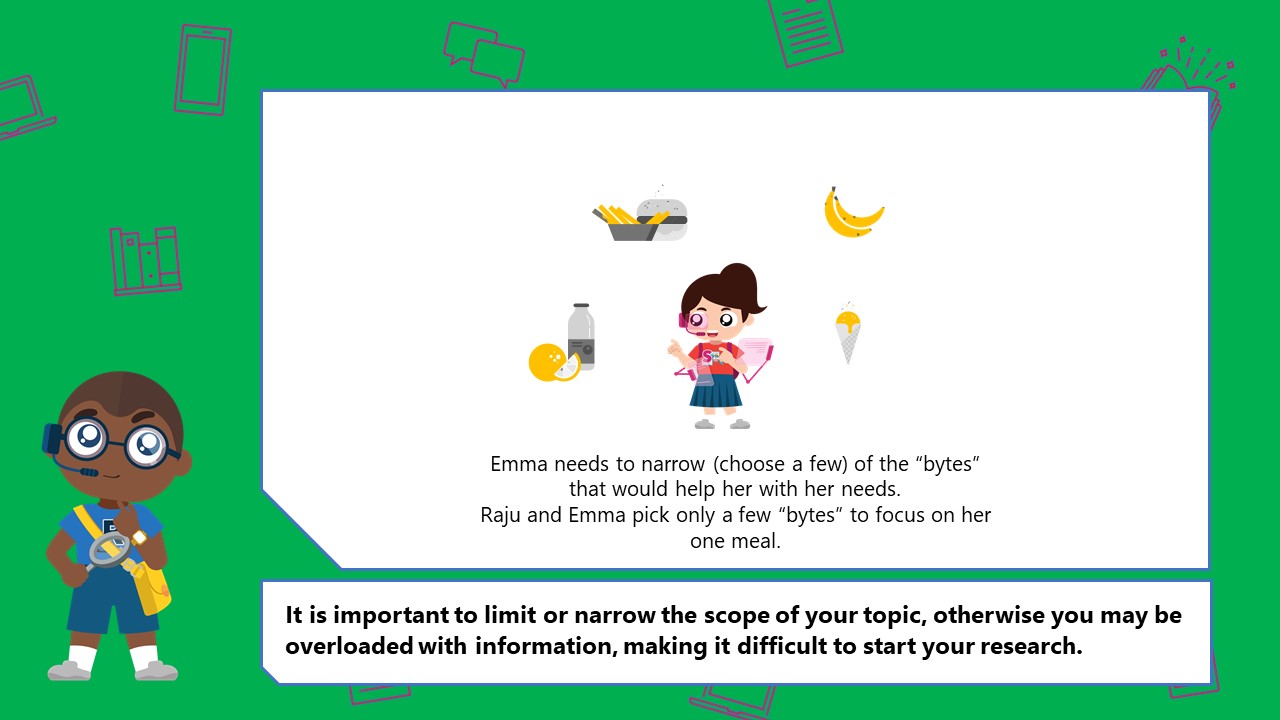 Emma needs to narrow (choose a few) of the “bytes”
that would help her with her needs.
Raju and Emma pick only a few “bytes” to focus on her
one meal.
It is important to limit or narrow the scope of your topic, otherwise you may be
overloaded with information, making it difficult to start your research.